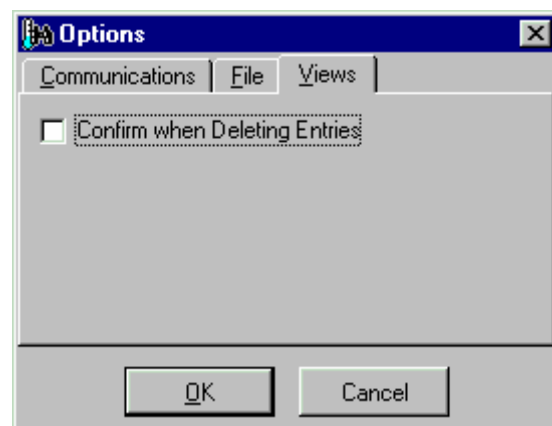 Options
Communications File Views
Confirm when Deleting Entries
OK Cancel